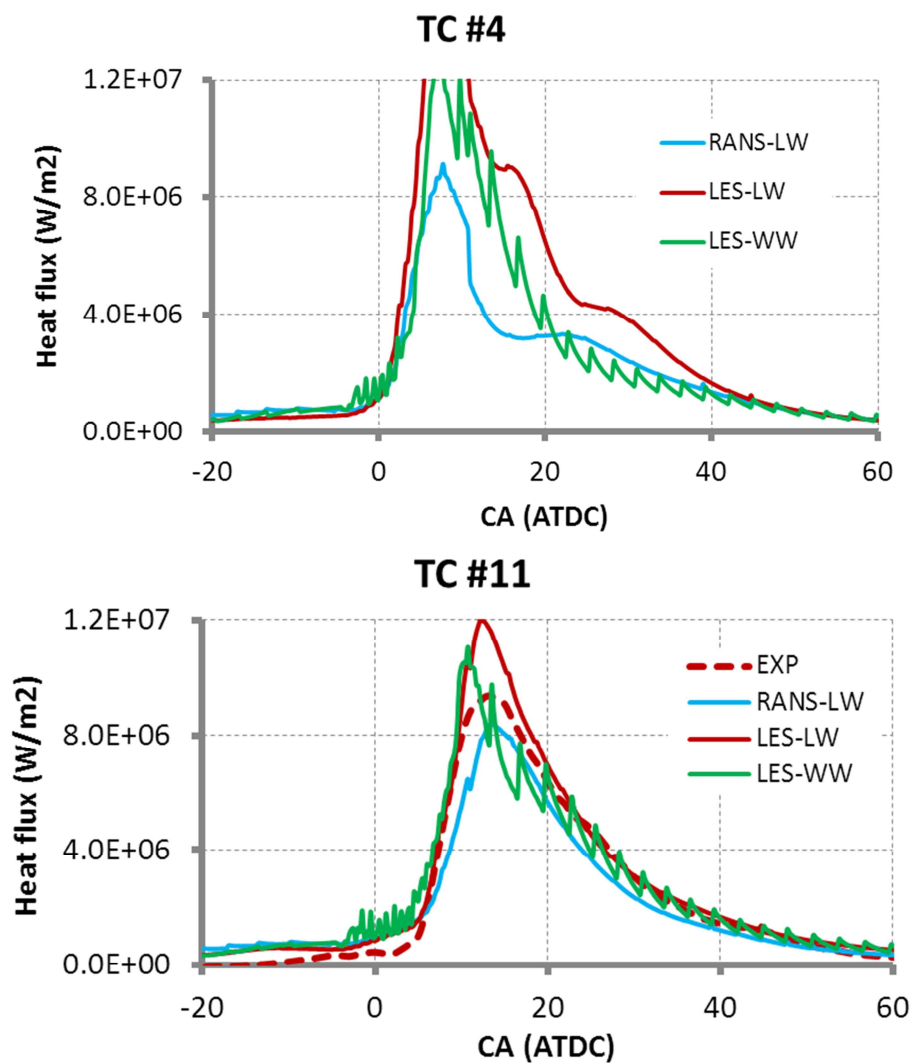 TC #4
1.2E+07
8.0E+06
4.0E+06
0.0E+00
Heat flux (W/m2)
RANS-LW
LES-LW
LES-WW
-20 0 20 40 60
CA (ATDC)
TC #11
1.2E+07
8.0E+06
4.0E+06
0.0E+00
Heat flux (W/m2)
EXP
RANS-LW
LES-LW
LES-WW
-20 0 20 40 60
CA (ATDC)